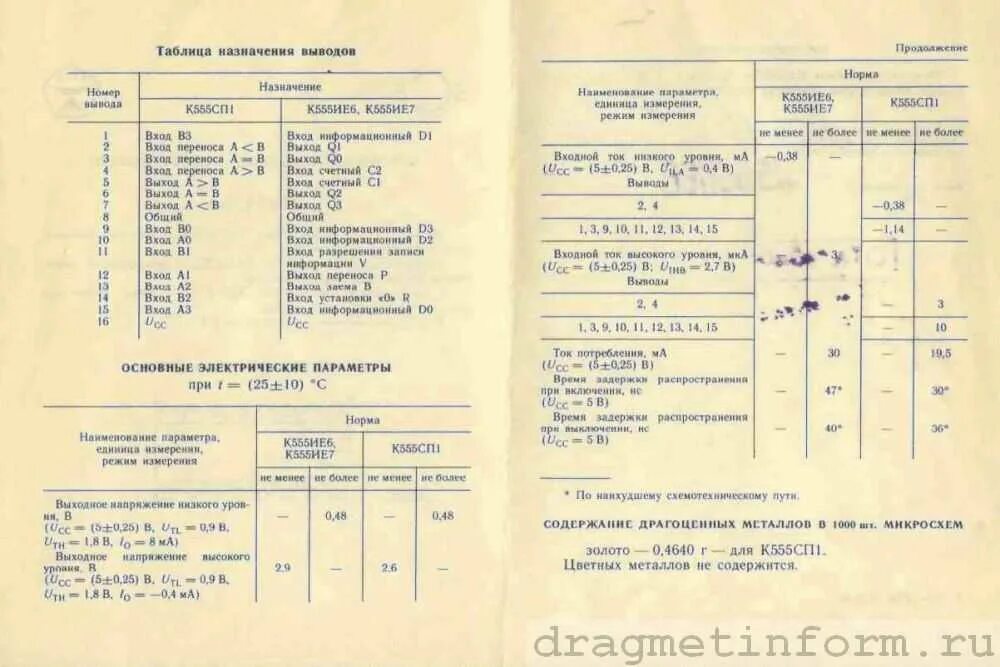 Таблица назначения выводов
Номер вывода
Назначение
К555СП1 К555ИЕ6, К555ИЕ7
1 Вход В3 Вход информационный D1
2 Вход переноса А < В Выход Q1
3 Вход переноса А = В Выход Q0
4 Вход переноса А > В Вход счетный С2
5 Выход А > В Вход счетный С1
6 Выход А = В Выход Q2
7 Выход А < В Выход Q3
8 Общий Общий
9 Вход В0 Вход информационный D3
10 Вход А0 Вход информационный D2
11 Вход В1 Вход разрешения записи
информации V
12 Вход А1 Выход переноса Р
13 Вход А2 Выход заема В
14 Вход В2 Вход установки «0» R
15 Вход А3 Вход информационный D0
16 UCC UCC
ОСНОВНЫЕ ЭЛЕКТРИЧЕСКИЕ ПАРАМЕТРЫ
при t = (25±10) °С
Наименование параметра,
единица измерения,
режим измерения
Норма
К555ИЕ6,
К555ИЕ7
К555СП1
не менее не более не менее не более
Выходное напряжение низкого уров-
ня, В — 0,48 — 0,48
(UCC = (5±0,25) В, UTL = 0,9 В,
UTH = 1,8 В, IO = 8 мА)
Выходное напряжение высокого
уровня, В 2,9 — 2.6 —
(UCC = (5±0,25) В, UTL = 0,9 В,
UTH = 1,8 В, IO = —0,4 мА)
Продолжение
Наименование параметра,
единица измерения,
режим измерения
Норма
К555ИЕ6,
К555ИЕ7
К555СП1
не менее не более не менее не более
Входной ток низкого уровня, мА —0,38 —
(UCC = (5±0,25) В, = 0,4 В)
Выводы
2, 4 —0,38 —
1, 3, 9, 10, 11, 12, 13, 14, 15 —1,14 —
Входной ток высокого уровня, мкА
(UCC = (5±0,25) В; = 2,7 В)
Выводы
2, 4 — 3
1, 3, 9, 10, 11, 12, 13, 14, 15 — 10
Ток потребления, мА — 30 — 19,5
(UCC = (5±0,25) В)
Время задержки распространения
при включении, нс — 47* — 30*
(UCC = 5 В)
Время задержки распространения
при выключении, нс — 40* — 36*
(UCC = 5 В)
* По наихудшему схемотехническому пути.
СОДЕРЖАНИЕ ДРАГОЦЕННЫХ МЕТАЛЛОВ В 1000 шт. МИКРОСХЕМ
золото — 0,4640 г — для К555СП1.
Цветных металлов не содержится.
dragmetinform.ru